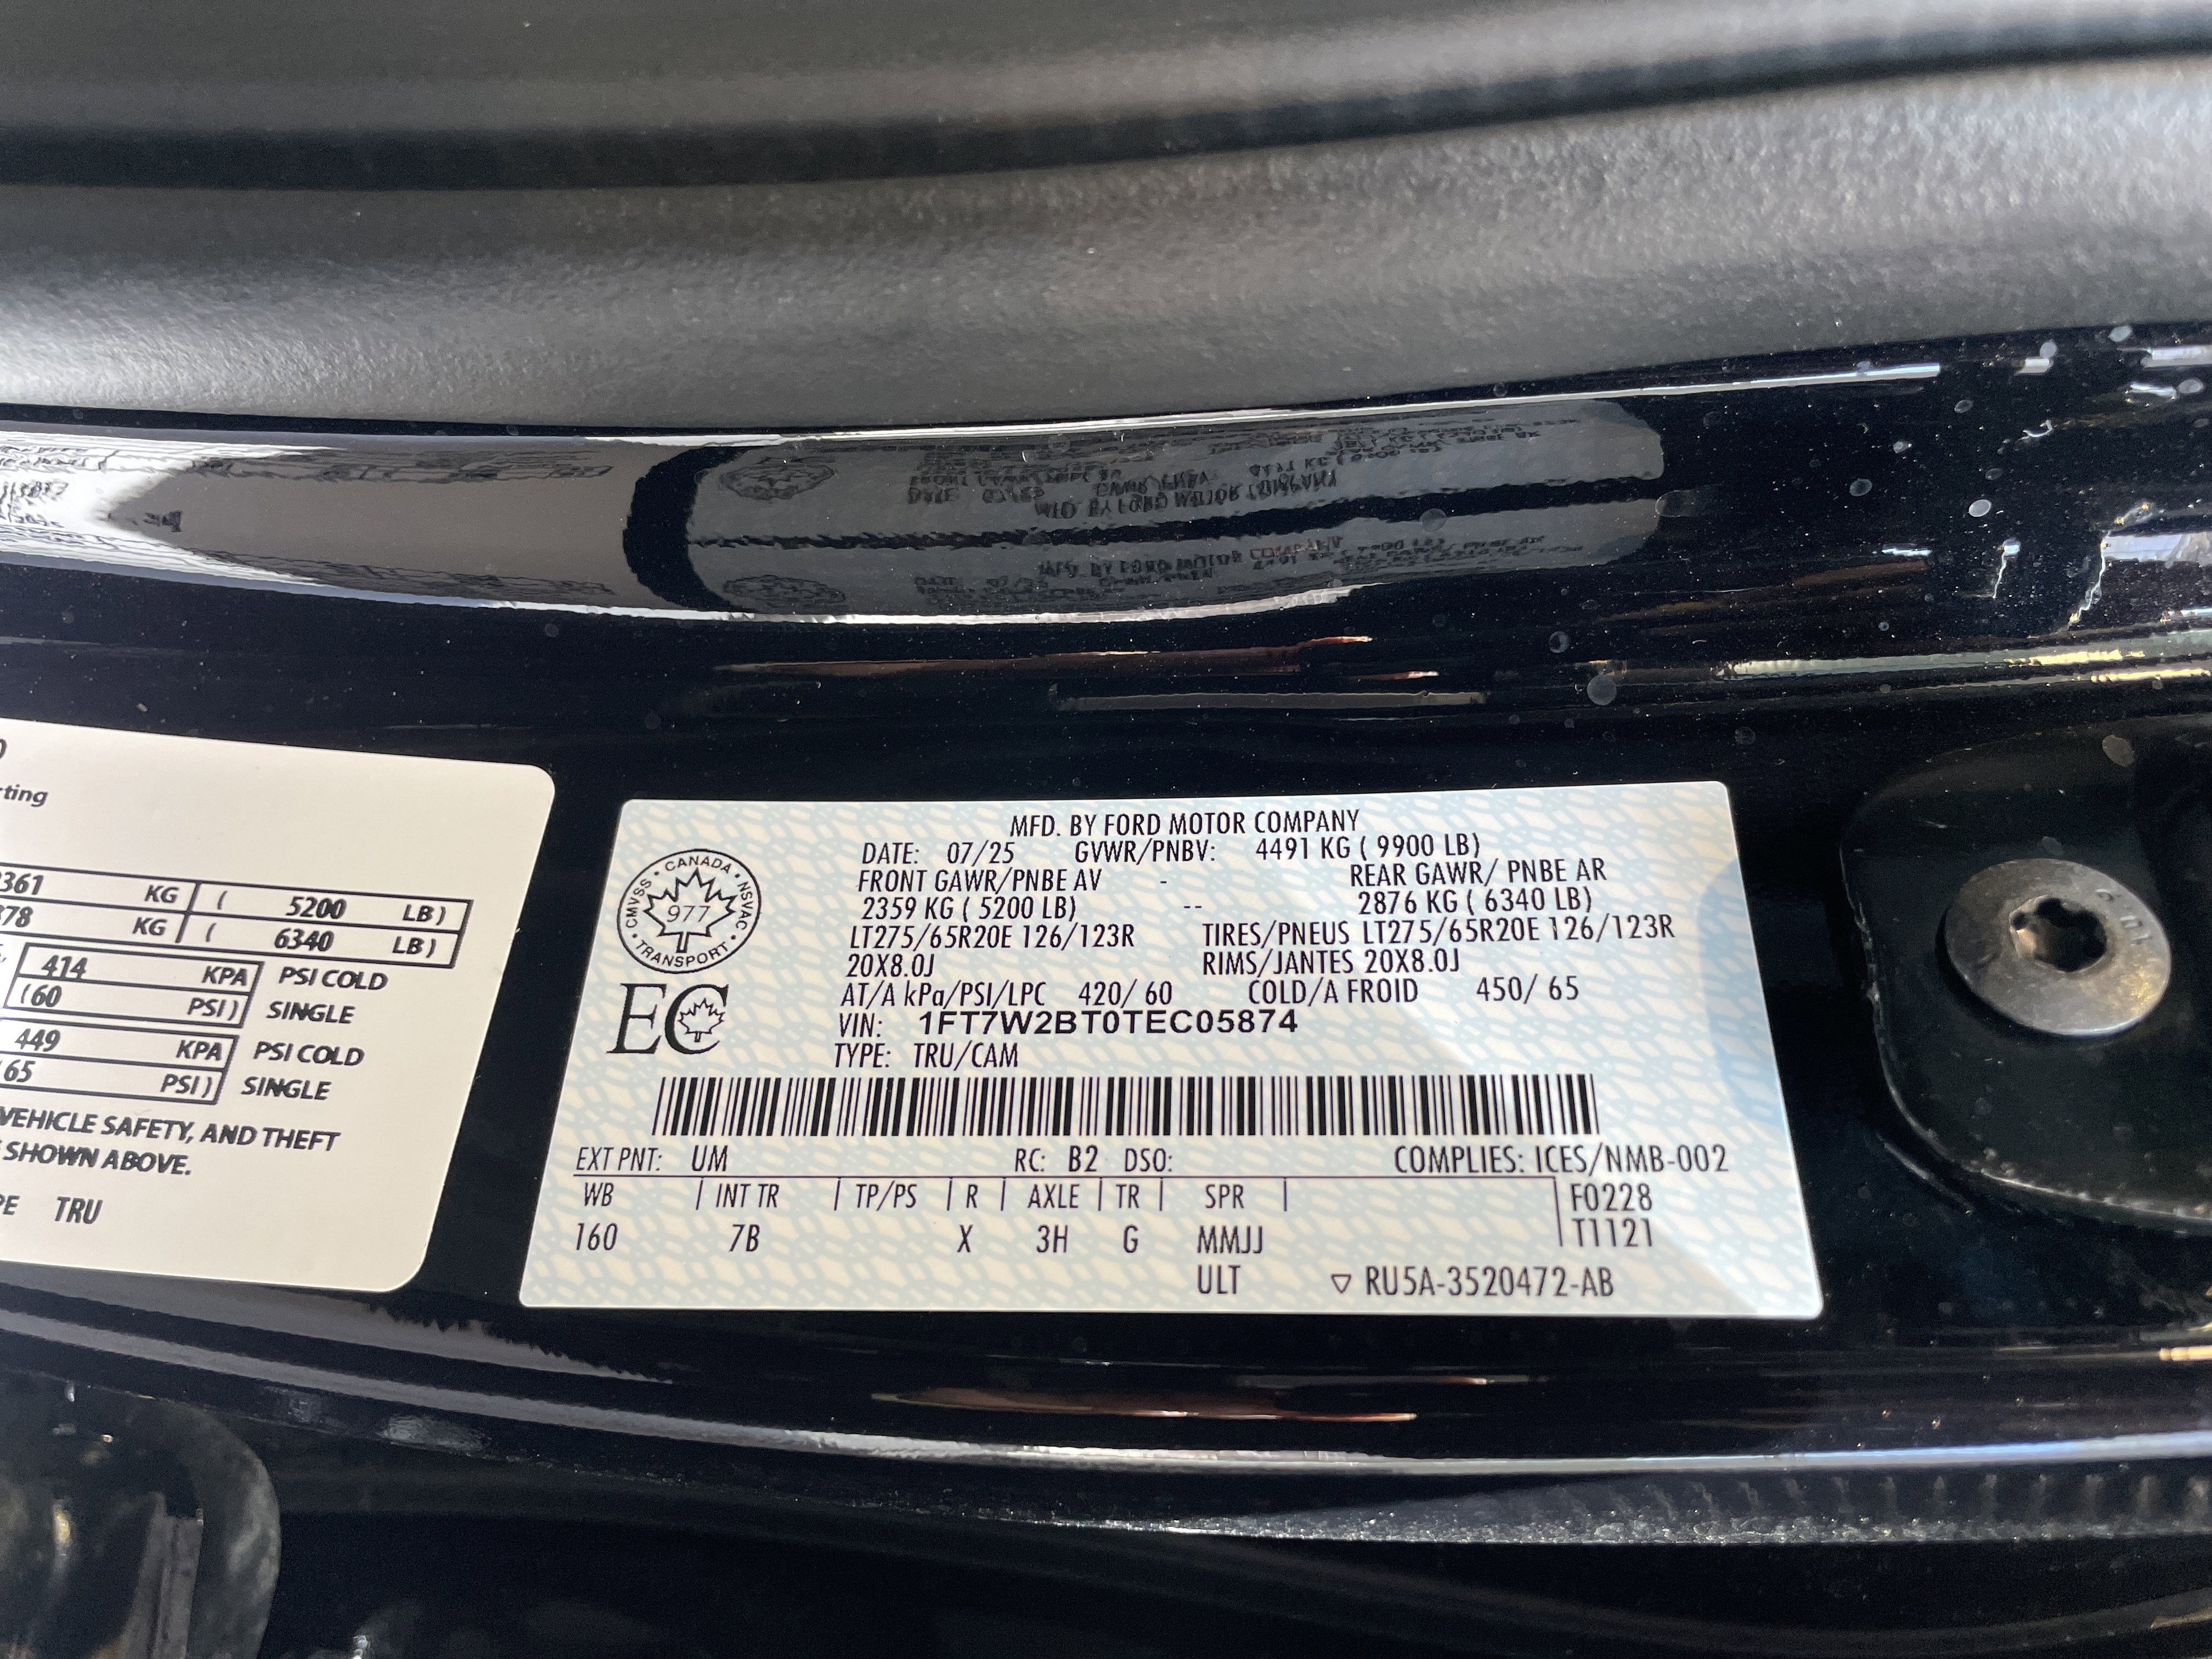 rting
361 KG ( 5200 LB )
KG ( 6340 LB )
414 KPA PSI COLD
(60 PSI ) SINGLE
449 KPA PSI COLD
65 PSI ) SINGLE
VEHICLE SAFETY, AND THEFT
SHOWN ABOVE.
TRU
MFD. BY FORD MOTOR COMPANY
DATE: 07/25 GVWR/PNBV: 4491 KG ( 9900 LB)
FRONT GAWR/PNBE AV - REAR GAWR/ PNBE AR
2359 KG ( 5200 LB) -- 2876 KG ( 6340 LB)
LT275/65R20E 126/123R TIRES/PNEUS LT275/65R20E 126/123R
20X8.0J RIMS/JANTES 20X8.0J
AT/A kPa/PSI/LPC 420/ 60 COLD/A FROID 450/ 65
VIN: 1FT7W2BT0TEC05874
TYPE: TRU/CAM
CANADA • NSVAC • TRANSPORT • CMVSS •
977
EC
EXT PNT: UM RC: B2 DSO: COMPLIES: ICES/NMB-002
WB | INT TR | TP/PS | R | AXLE | TR | SPR | F0228
160 7B X 3H G MMJJ T1121
ULT ▽ RU5A-3520472-AB